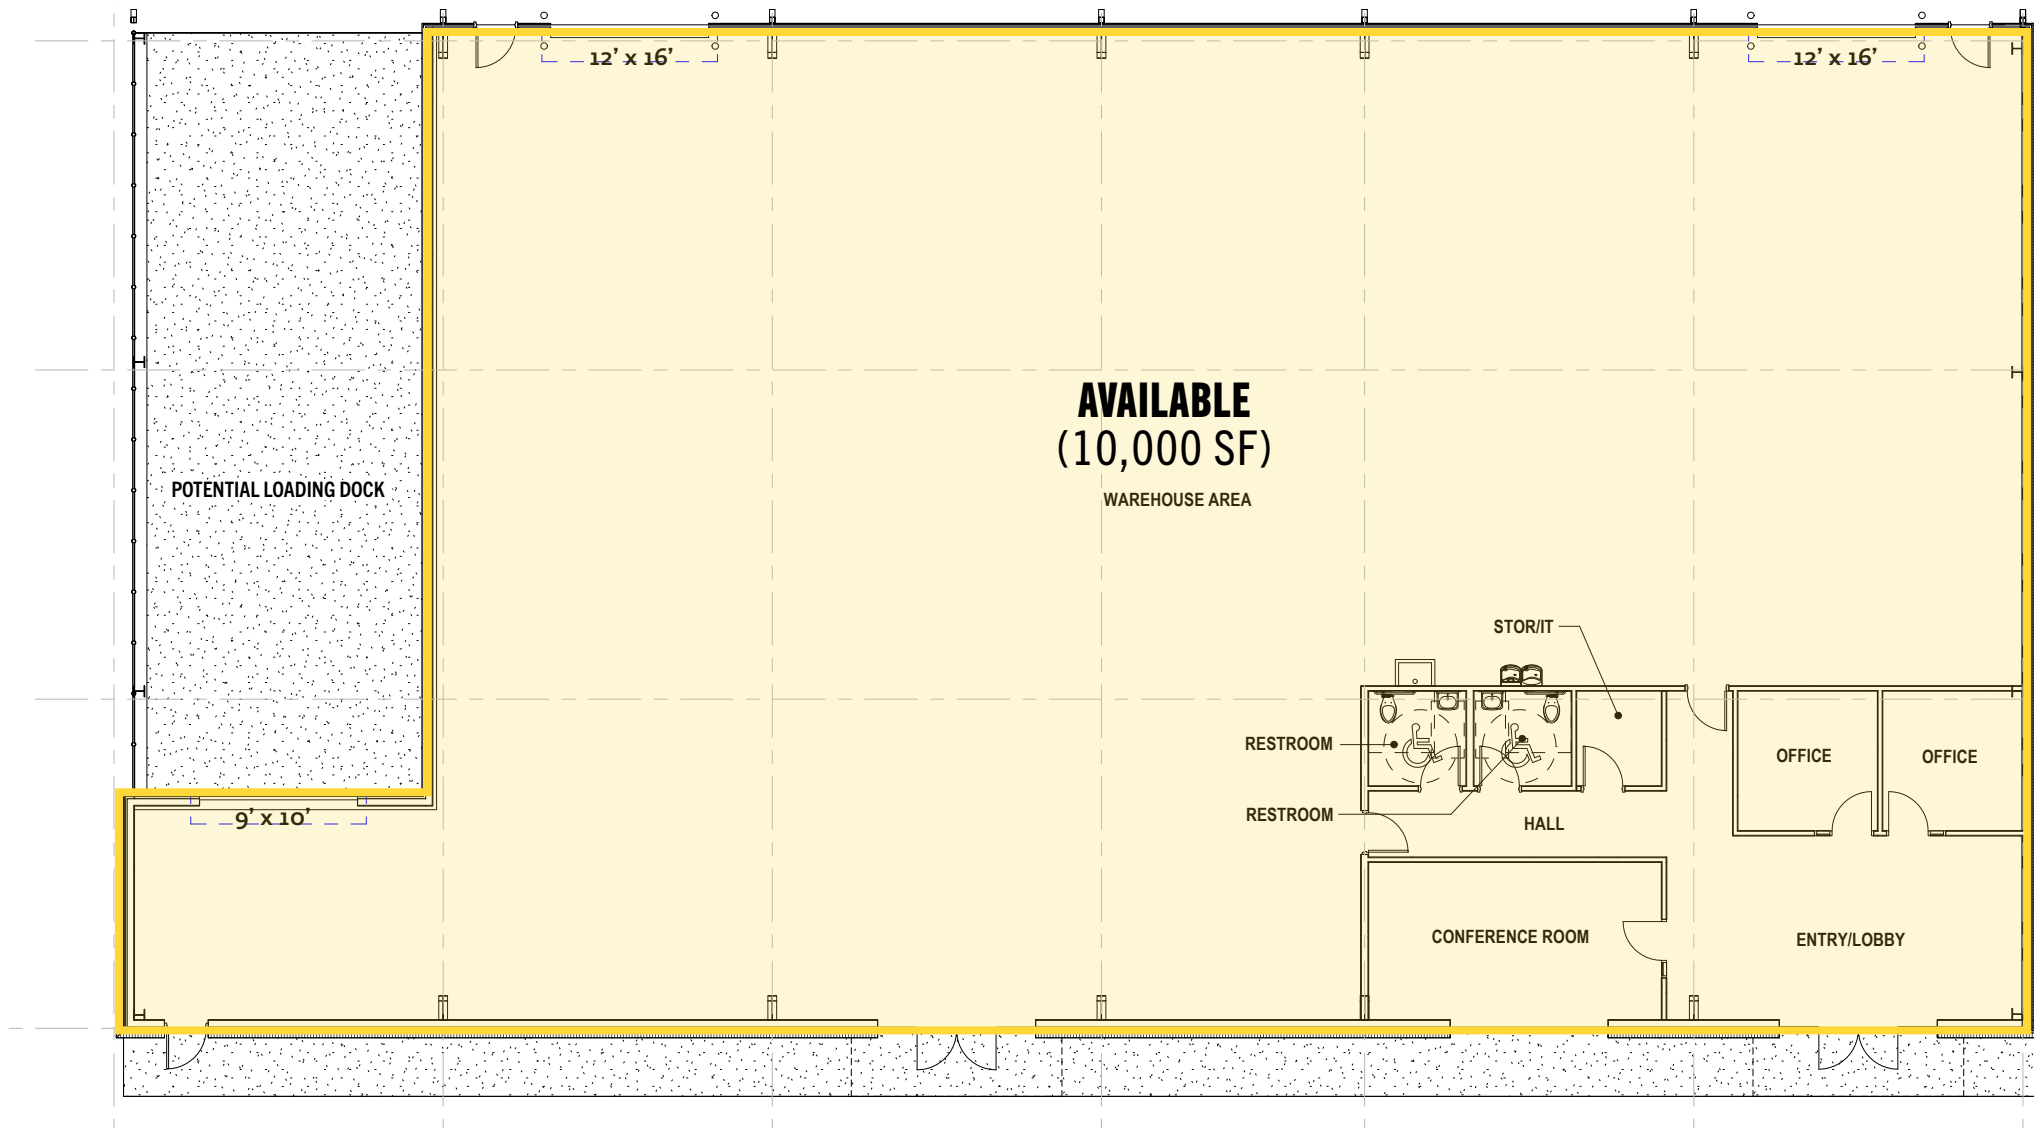 12' x 16'
12' x 16'
AVAILABLE
(10,000 SF)
WAREHOUSE AREA
POTENTIAL LOADING DOCK
STOR/IT
RESTROOM
OFFICE
OFFICE
RESTROOM
9' x 10'
HALL
CONFERENCE ROOM
ENTRY/LOBBY